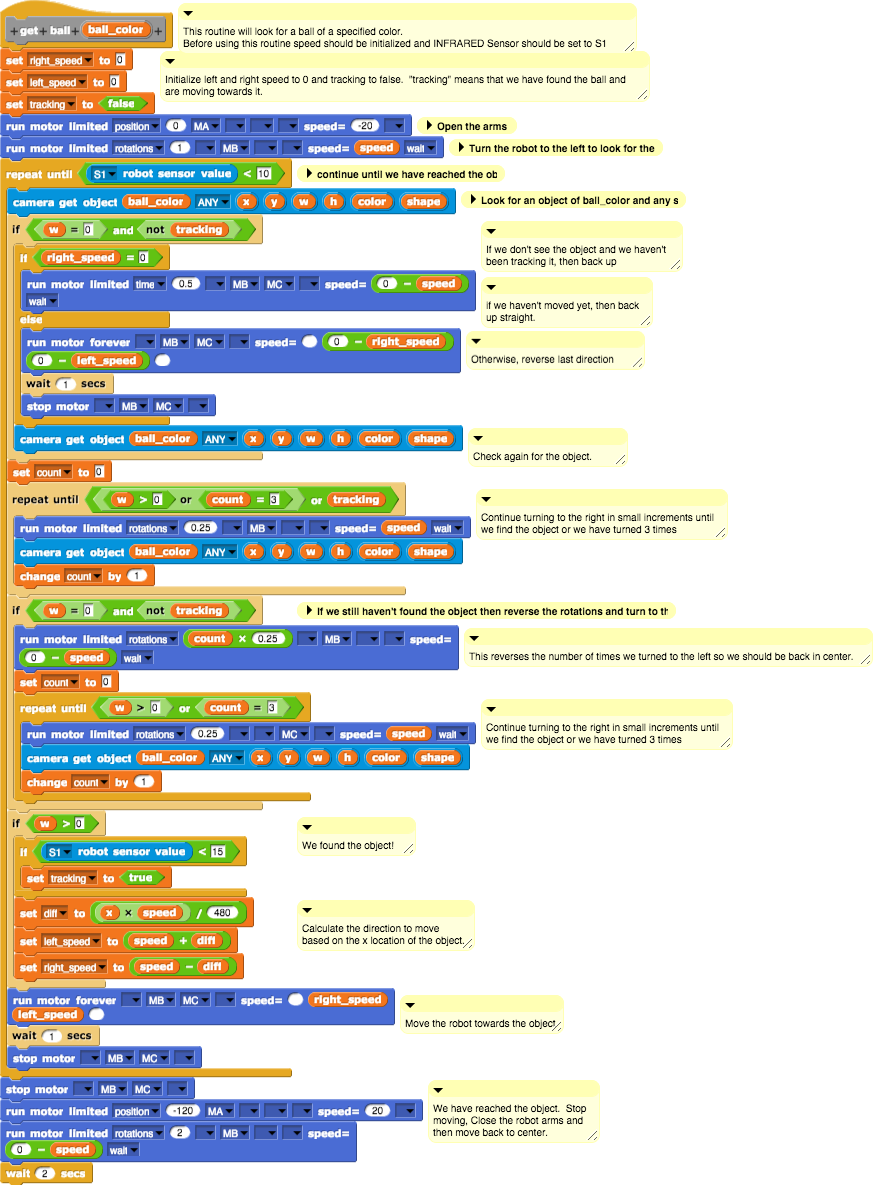 + get + ball + ball_color +
This routine will look for a ball of a specified color.
Before using this routine speed should be initialized and INFRARED Sensor should be set to S1
set right_speed to 0
set left_speed to 0
set tracking to false
Initialize left and right speed to 0 and tracking to false. "tracking" means that we have found the ball and
are moving towards it.
run motor limited position 0 MA speed= -20
Open the arms
run motor limited rotations 1 MB speed= speed wait
Turn the robot to the left to look for the
repeat until S1 robot sensor value < 10
continue until we have reached the ob
camera get object ball_color ANY x y w h color shape
Look for an object of ball_color and any s
if w = 0 and not tracking
If we don't see the object and we haven't
been tracking it, then back up
if right_speed = 0
run motor limited time 0.5 MB MC speed= 0 - speed
wait
if we haven't moved yet, then back
up straight.
else
run motor forever MB MC speed= 0 - right_speed
0 - left_speed
Otherwise, reverse last direction
wait 1 secs
stop motor MB MC
camera get object ball_color ANY x y w h color shape
Check again for the object.
set count to 0
repeat until w > 0 or count = 3 or tracking
run motor limited rotations 0.25 MB speed= speed wait
Continue turning to the right in small increments until
we find the object or we have turned 3 times
camera get object ball_color ANY x y w h color shape
change count by 1
if w = 0 and not tracking
If we still haven't found the object then reverse the rotations and turn to th
run motor limited rotations count × 0.25 MB speed=
0 - speed wait
This reverses the number of times we turned to the left so we should be back in center.
set count to 0
repeat until w > 0 or count = 3
run motor limited rotations 0.25 MC speed= speed wait
Continue turning to the right in small increments until
we find the object or we have turned 3 times
camera get object ball_color ANY x y w h color shape
change count by 1
if w > 0
We found the object!
if S1 robot sensor value < 15
set tracking to true
set diff to x × speed / 480
Calculate the direction to move
based on the x location of the object.
set left_speed to speed + diff
set right_speed to speed - diff
run motor forever MB MC speed= right_speed
left_speed
Move the robot towards the object
wait 1 secs
stop motor MB MC
stop motor MB MC
run motor limited position -120 MA speed= 20
We have reached the object. Stop
moving, Close the robot arms and
then move back to center.
run motor limited rotations 2 MB speed=
0 - speed wait
wait 2 secs